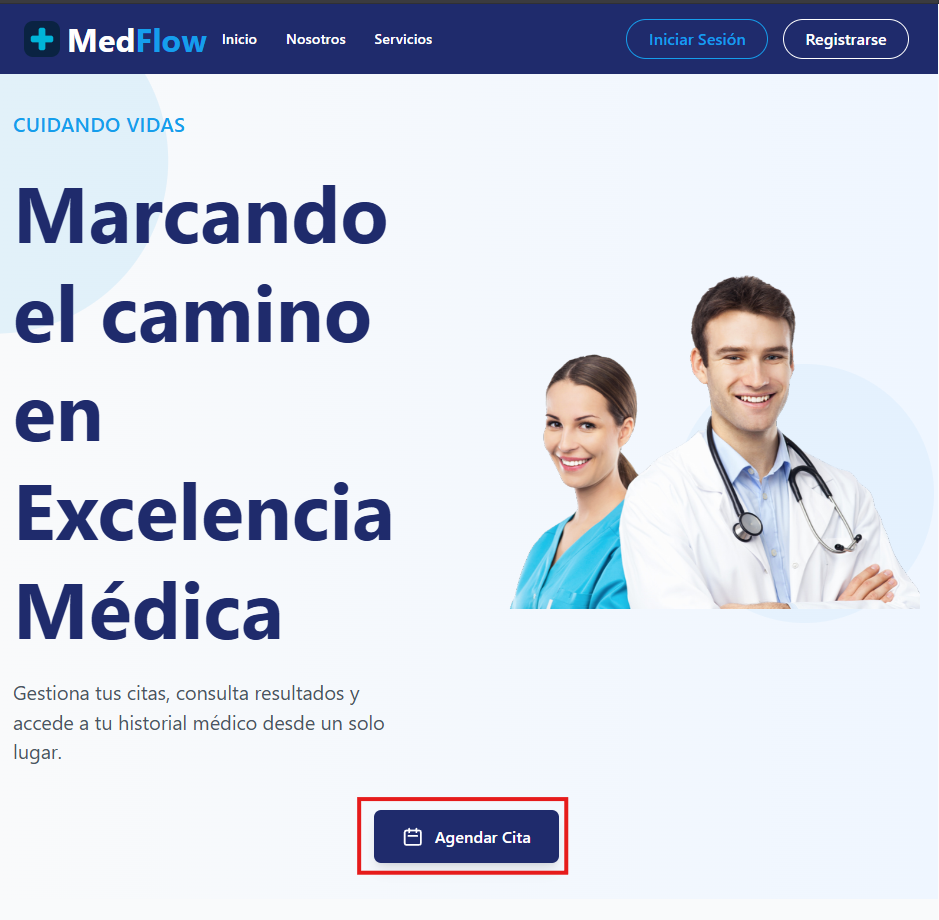 MedFlow
Inicio
Nosotros
Servicios
Iniciar Sesión
Registrarse
CUIDANDO VIDAS
Marcando
el camino
en
Excelencia
Médica
Gestiona tus citas, consulta resultados y
accede a tu historial médico desde un solo
lugar.
Agendar Cita